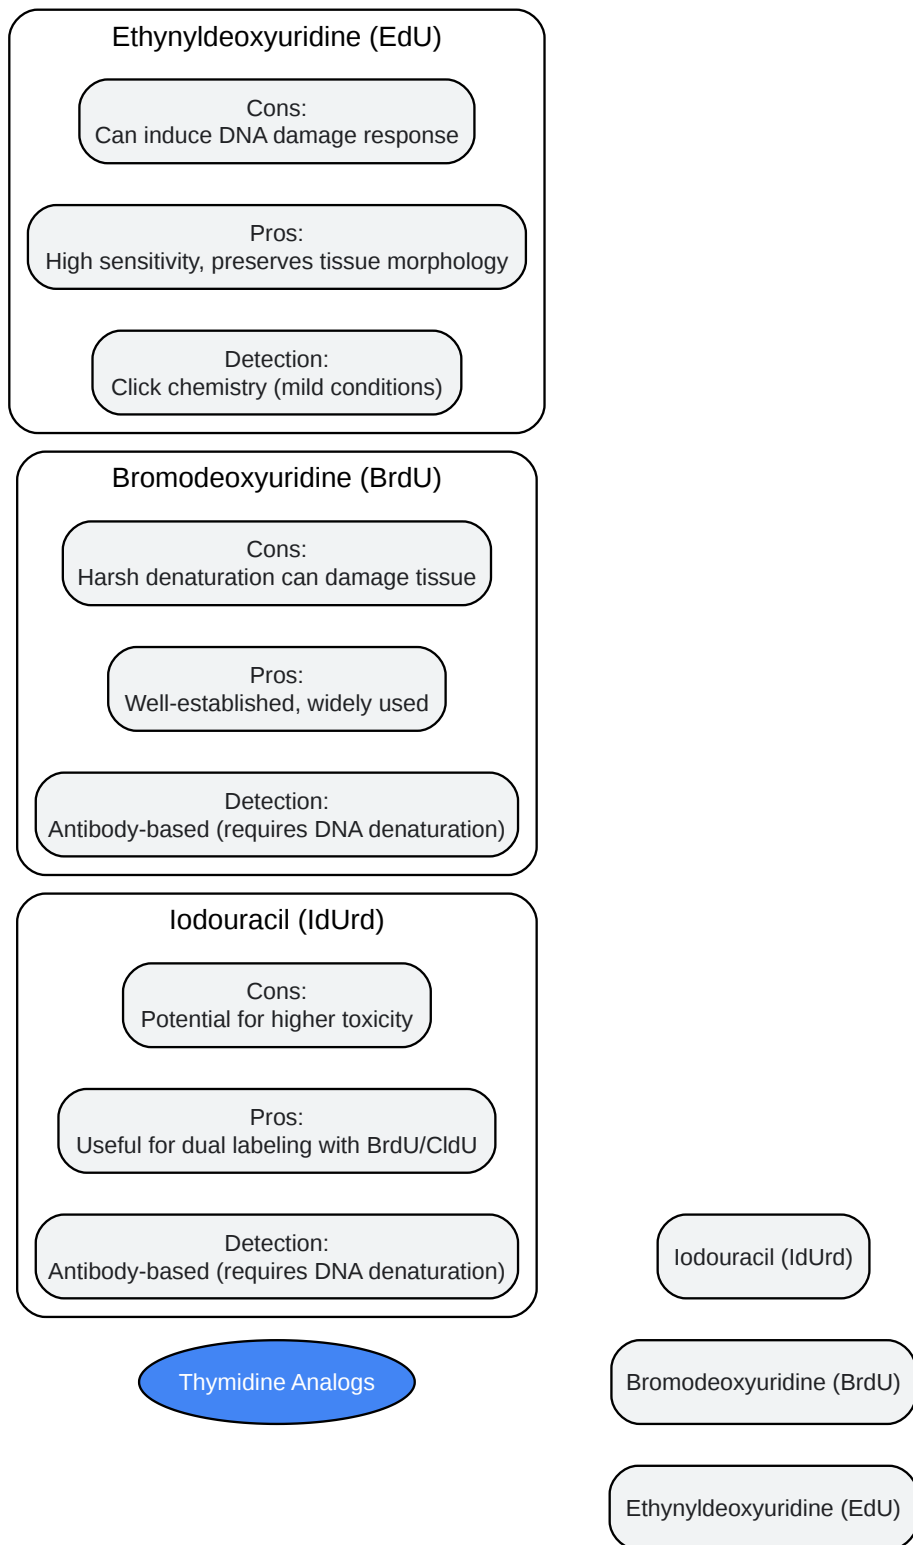 Ethynyldeoxyuridine (EdU)
Cons:
Can induce DNA damage response
Pros:
High sensitivity, preserves tissue morphology
Detection:
Click chemistry (mild conditions)
Bromodeoxyuridine (BrdU)
Cons:
Harsh denaturation can damage tissue
Pros:
Well-established, widely used
Detection:
Antibody-based (requires DNA denaturation)
Iodouracil (IdUrd)
Cons:
Potential for higher toxicity
Pros:
Useful for dual labeling with BrdU/CldU
Detection:
Antibody-based (requires DNA denaturation)
Iodouracil (IdUrd)
Thymidine Analogs
Bromodeoxyuridine (BrdU)
Ethynyldeoxyuridine (EdU)